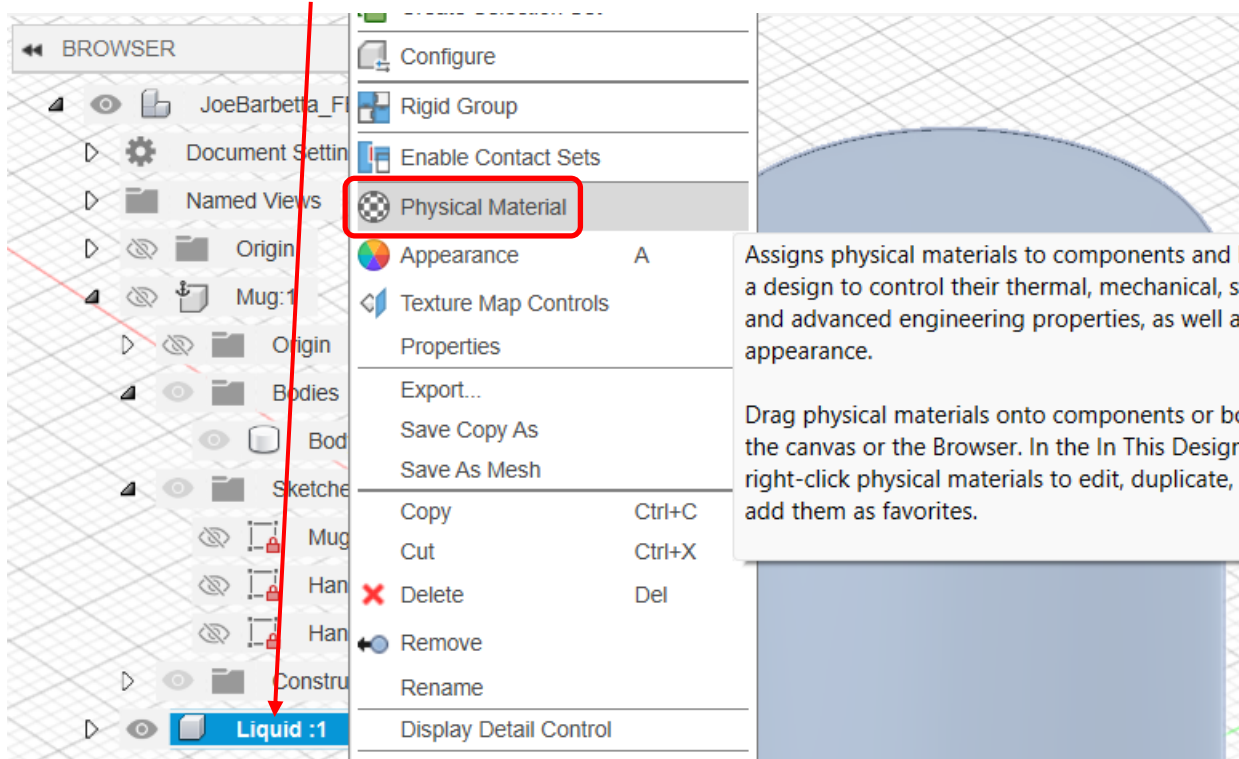 BROWSER
JoeBarbetta_
Document Settin
Named Views
Origin
Mug:1
Origin
Bodies
Bod
Sketche
Mug
Han
Han
Constru
Liquid :1
Create Selection Set
Configure
Rigid Group
Enable Contact Sets
Physical Material
Appearance A
Texture Map Controls
Properties
Export...
Save Copy As
Save As Mesh
Copy Ctrl+C
Cut Ctrl+X
Delete Del
Remove
Rename
Display Detail Control
Assigns physical materials to components and
a design to control their thermal, mechanical, s
and advanced engineering properties, as well a
appearance.
Drag physical materials onto components or bo
the canvas or the Browser. In the In This Design
right-click physical materials to edit, duplicate,
add them as favorites.